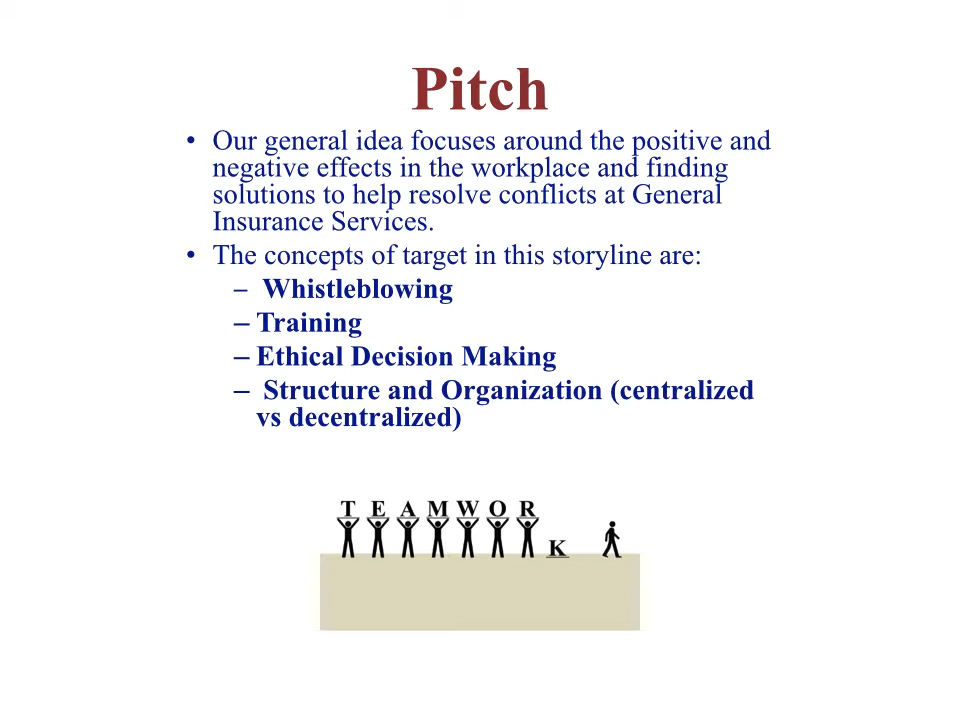 Pitch
• Our general idea focuses around the positive and
negative effects in the workplace and finding
solutions to help resolve conflicts at General
Insurance Services.
• The concepts of target in this storyline are:
– Whistleblowing
– Training
– Ethical Decision Making
– Structure and Organization (centralized
vs decentralized)
T E A M W O R
K